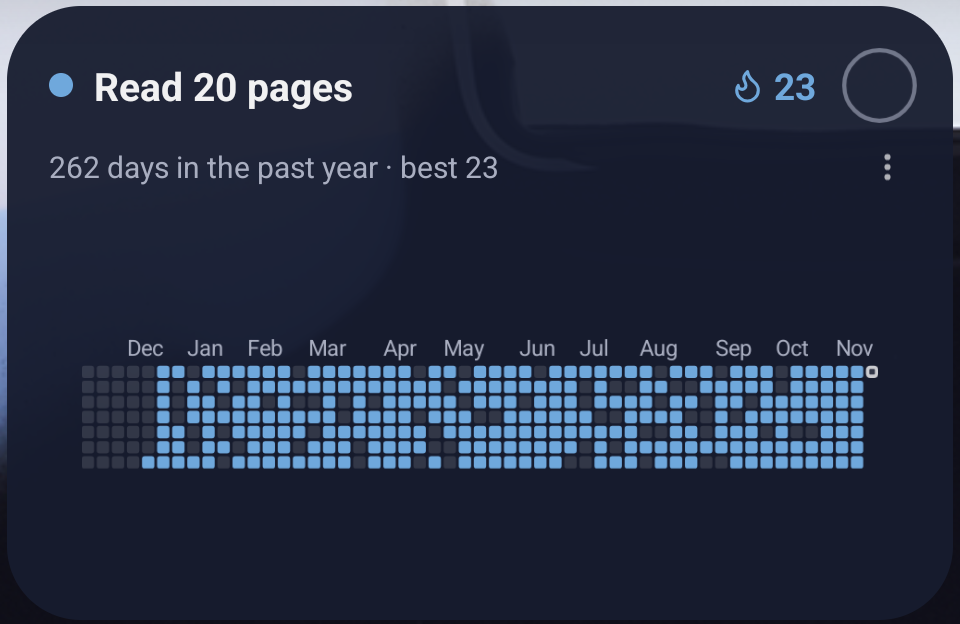 Read 20 pages
23
262 days in the past year · best 23
Dec Jan Feb Mar Apr May Jun Jul Aug Sep Oct Nov